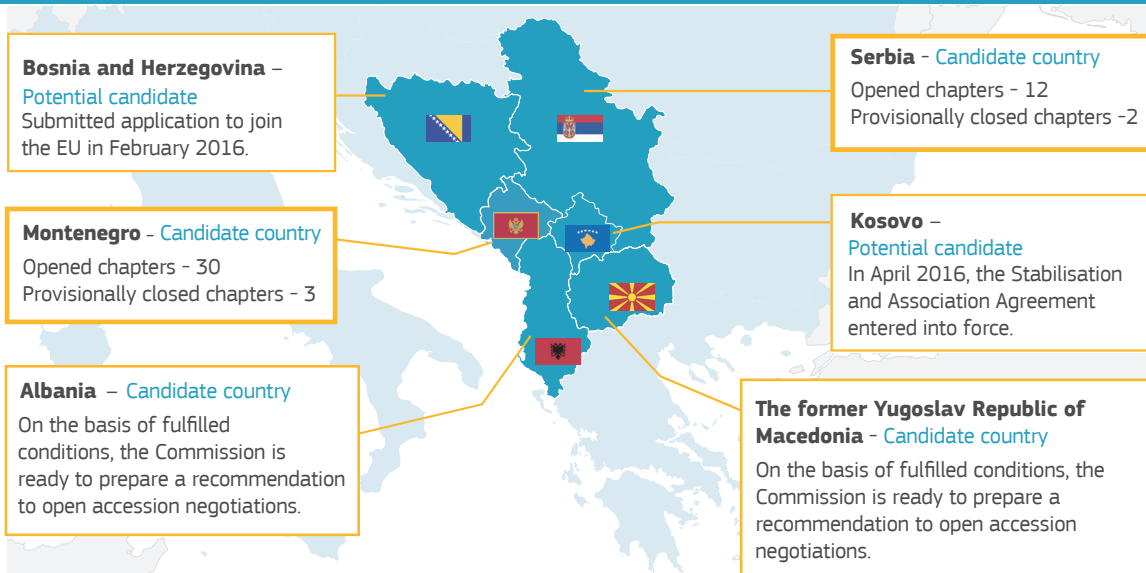 Bosnia and Herzegovina –
Potential candidate
Submitted application to join
the EU in February 2016.
Serbia - Candidate country
Opened chapters - 12
Provisionally closed chapters -2
Montenegro - Candidate country
Opened chapters - 30
Provisionally closed chapters - 3
Kosovo –
Potential candidate
In April 2016, the Stabilisation
and Association Agreement
entered into force.
Albania – Candidate country
On the basis of fulfilled
conditions, the Commission is
ready to prepare a recommendation
to open accession negotiations.
The former Yugoslav Republic of
Macedonia - Candidate country
On the basis of fulfilled conditions, the
Commission is ready to prepare a
recommendation to open accession
negotiations.